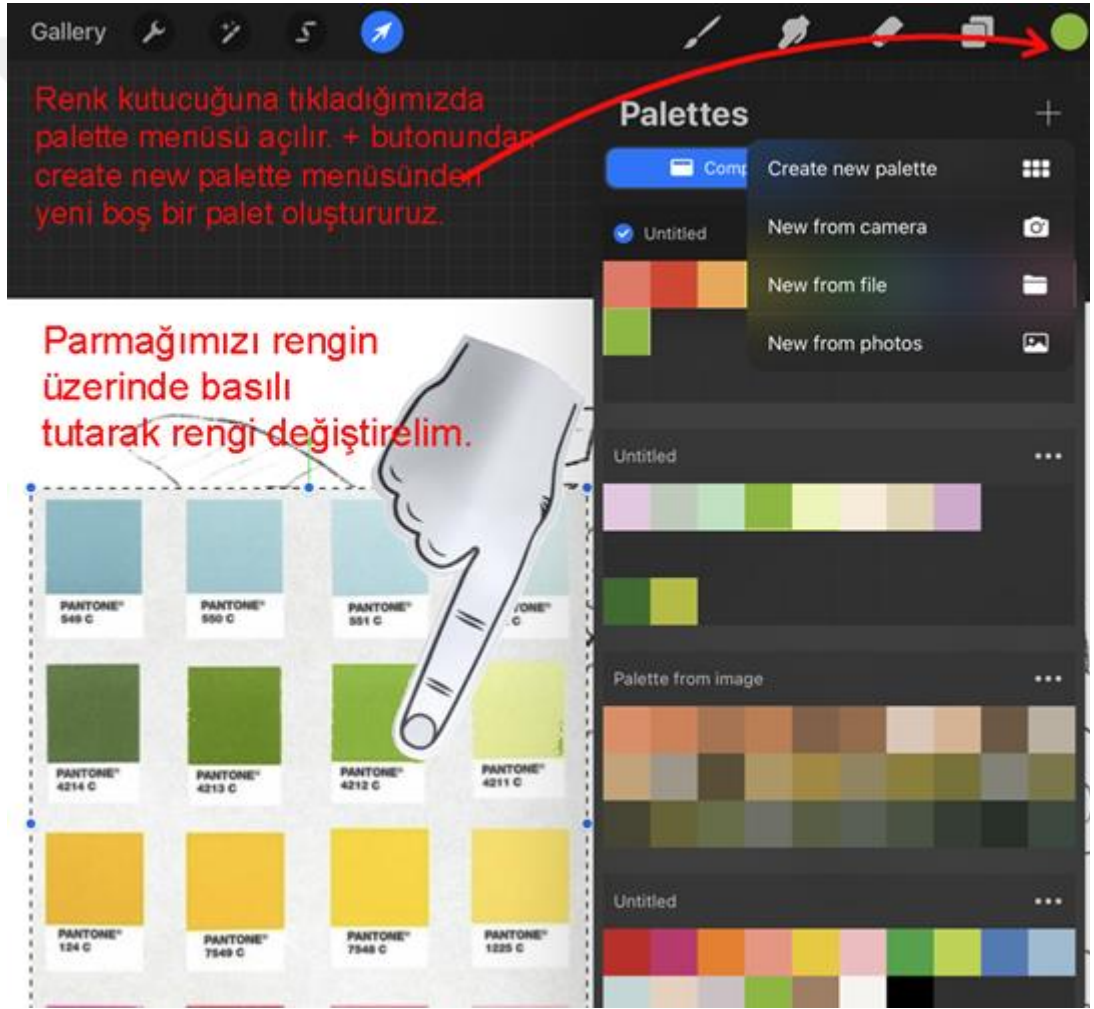 Gallery
Renk kutucuğuna tıkladığımızda
palette menüsü açılır. + butonundan
create new palette menüsünden
yeni boş bir palet oluştururuz.
Palettes
Create new palette
New from camera
New from file
New from photos
Untitled
Parmağımızı rengin
üzerinde basılı
tutarak rengi değiştirelim.
Untitled
Palette from image
Untitled
PANTONE® PANTONE® PANTONE®
549 C 550 C 551 C
PANTONE® PANTONE® PANTONE® PANTONE®
4214 C 4213 C 4212 C 4211 C
PANTONE® PANTONE® PANTONE® PANTONE®
124 C 7549 C 7548 C 1225 C